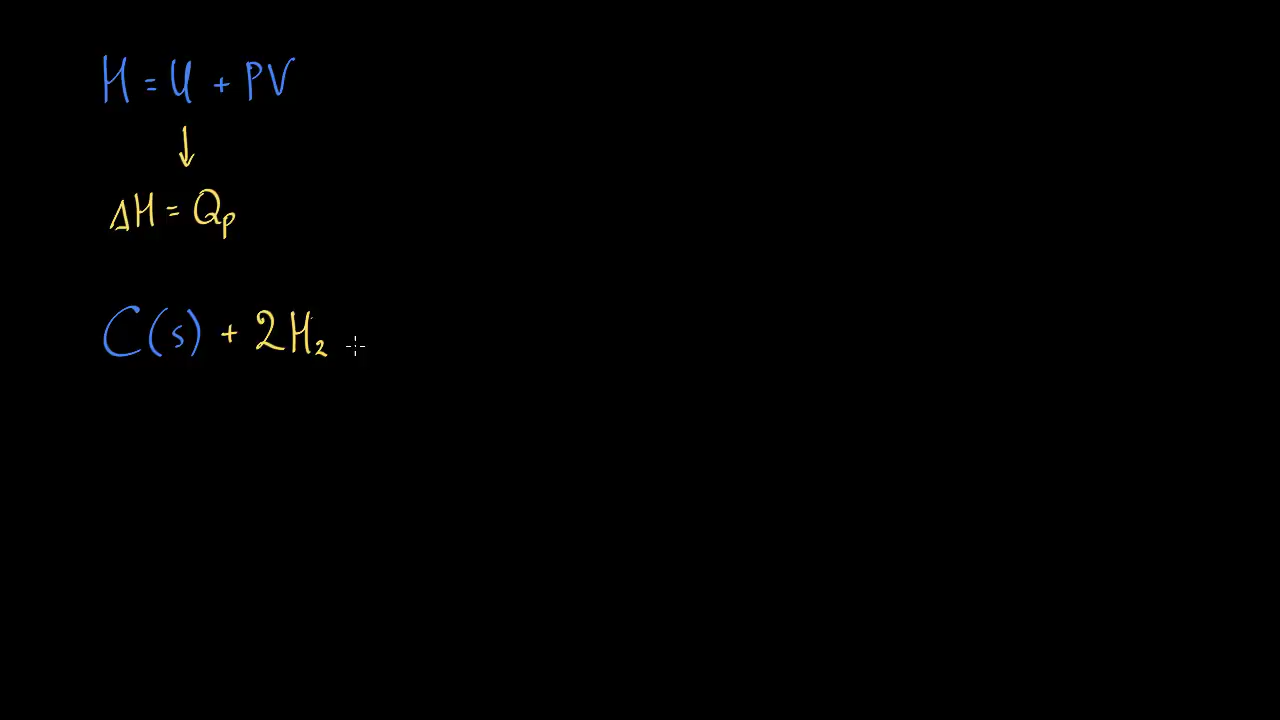 H = U + PV
↓
ΔH = Qₚ
C(s) + 2H₂